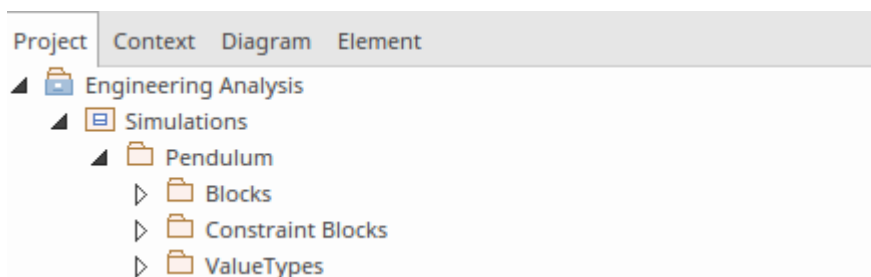 Project Context Diagram Element
Engineering Analysis
Simulations
Pendulum
Blocks
Constraint Blocks
ValueTypes